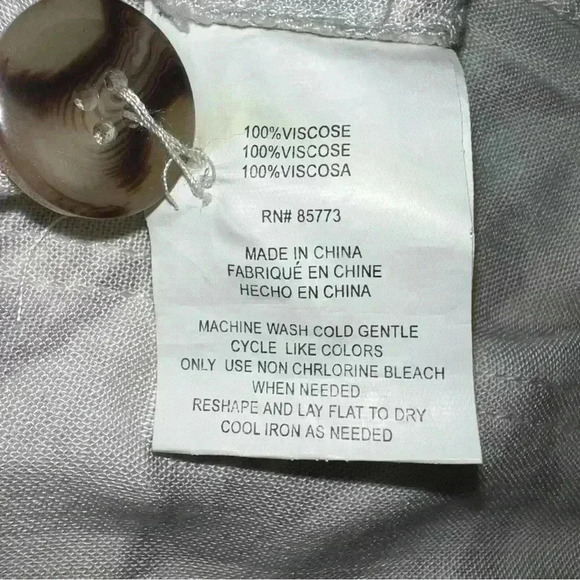 100%VISCOSE
100%VISCOSE
100%VISCOSA
RN# 85773
MADE IN CHINA
FABRIQUÉ EN CHINE
HECHO EN CHINA
MACHINE WASH COLD GENTLE
CYCLE LIKE COLORS
ONLY USE NON CHRLORINE BLEACH
WHEN NEEDED
RESHAPE AND LAY FLAT TO DRY
COOL IRON AS NEEDED